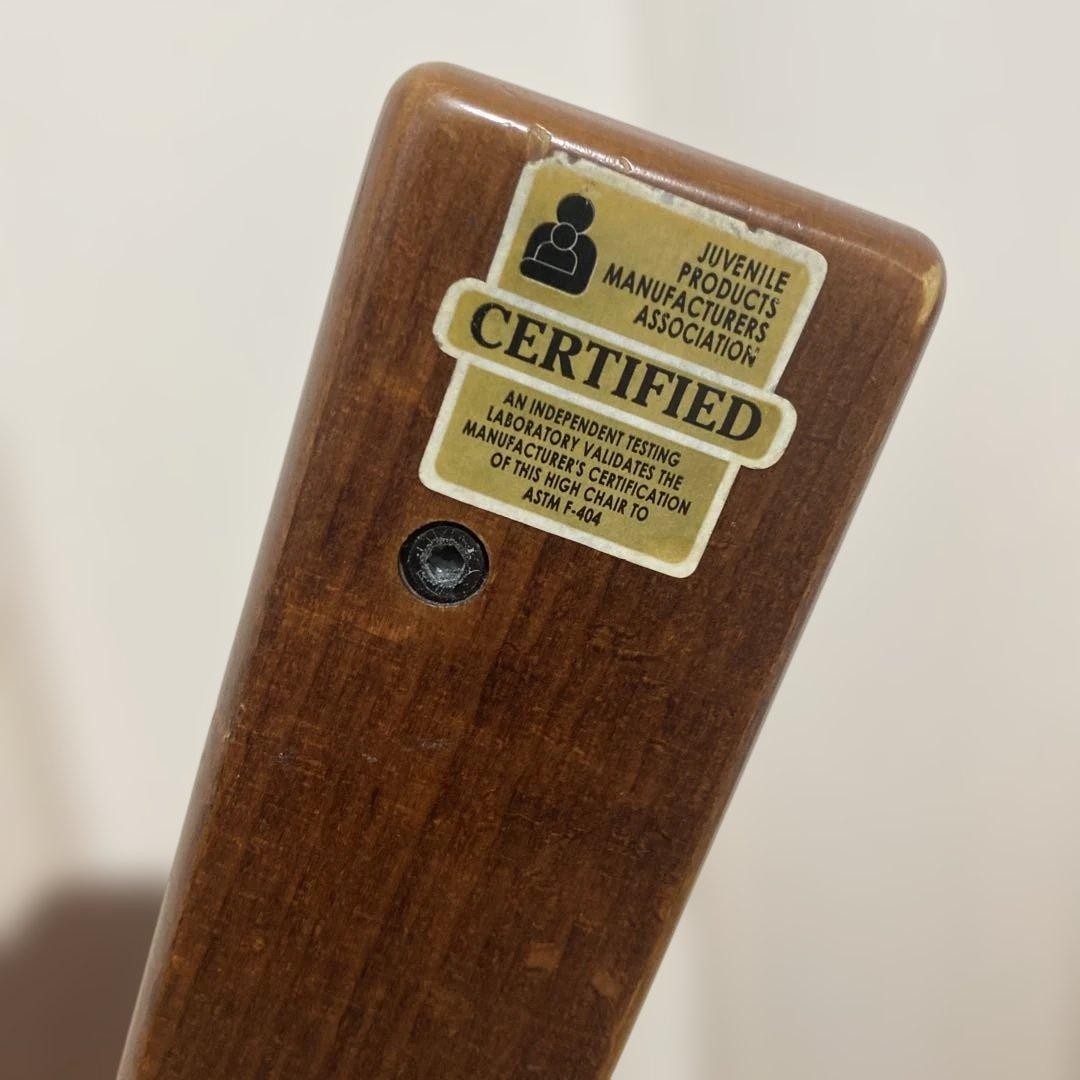 JUVENILE
PRODUCTS
MANUFACTURERS
ASSOCIATION
CERTIFIED
AN INDEPENDENT TESTING
LABORATORY VALIDATES THE
MANUFACTURER'S CERTIFICATION
OF THIS HIGH CHAIR TO
ASTM F-404